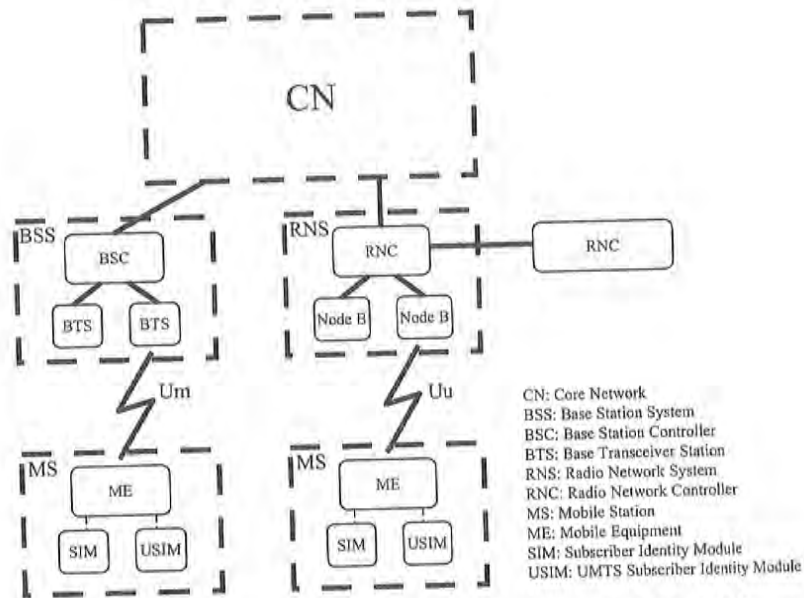 CN
BSS
BSC
BTS
BTS
RNS
RNC
RNC
Node B
Node B
Um
Uu
MS
ME
SIM
USIM
MS
ME
SIM
USIM
CN: Core Network
BSS: Base Station System
BSC: Base Station Controller
BTS: Base Transceiver Station
RNS: Radio Network System
RNC: Radio Network Controller
MS: Mobile Station
ME: Mobile Equipment
SIM: Subscriber Identity Module
USIM: UMTS Subscriber Identity Module